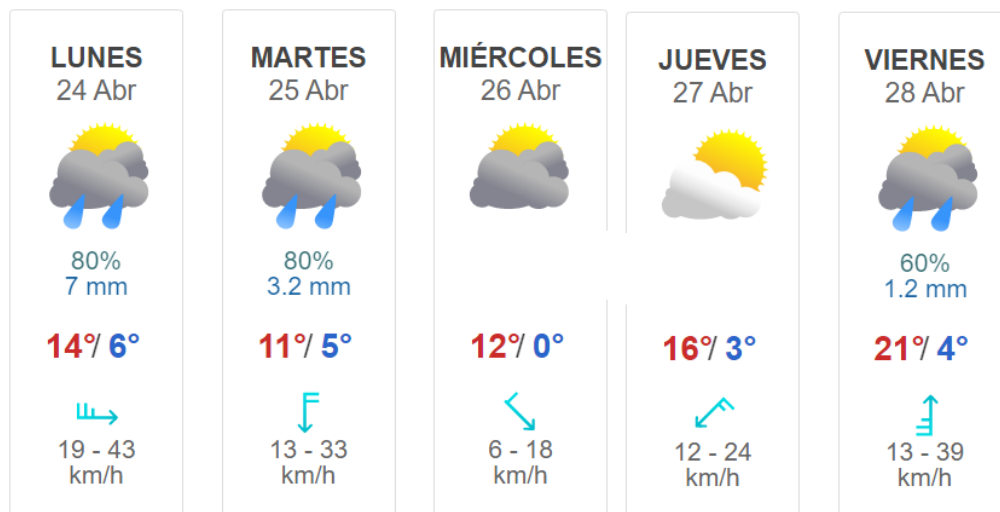 LUNES
24 Abr
80%
7 mm
14°/ 6°
19 - 43
km/h
MARTES
25 Abr
80%
3.2 mm
11°/ 5°
13 - 33
km/h
MIÉRCOLES
26 Abr
12°/ 0°
6 - 18
km/h
JUEVES
27 Abr
16°/ 3°
12 - 24
km/h
VIERNES
28 Abr
60%
1.2 mm
21°/ 4°
13 - 39
km/h